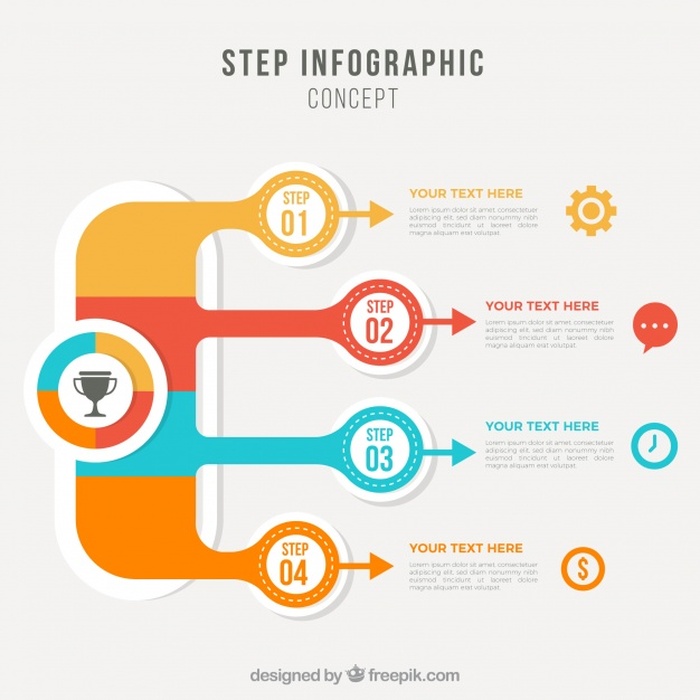 STEP INFOGRAPHIC
CONCEPT
STEP
01
YOUR TEXT HERE
Lorem ipsum dolor sit amet, consectetuer
adipiscing elit, sed diam nonummy nibh
euismod tincidunt ut laoreet dolore
magna aliquam erat volutpat.
STEP
02
YOUR TEXT HERE
Lorem ipsum dolor sit amet, consectetuer
adipiscing elit, sed diam nonummy nibh
euismod tincidunt ut laoreet dolore
magna aliquam erat volutpat.
STEP
03
YOUR TEXT HERE
Lorem ipsum dolor sit amet, consectetuer
adipiscing elit, sed diam nonummy nibh
euismod tincidunt ut laoreet dolore
magna aliquam erat volutpat.
STEP
04
YOUR TEXT HERE
Lorem ipsum dolor sit amet, consectetuer
adipiscing elit, sed diam nonummy nibh
euismod tincidunt ut laoreet dolore
magna aliquam erat volutpat.
$
designed by freepik.com